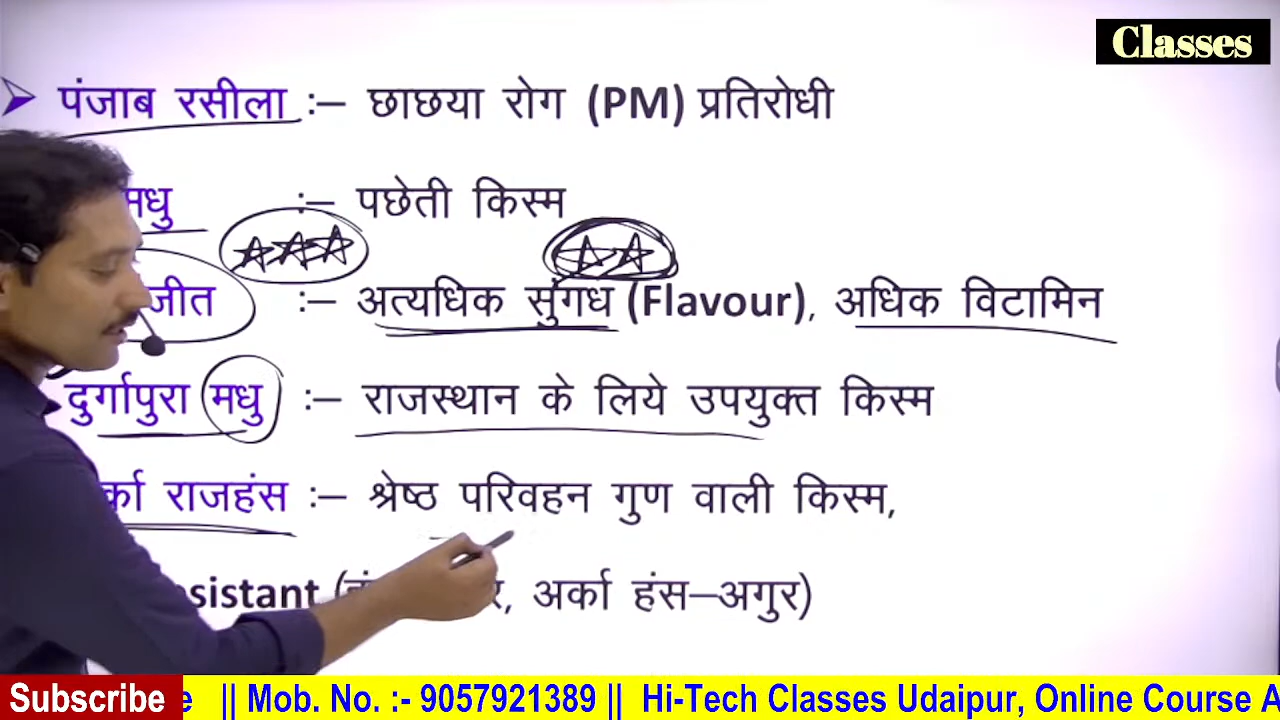 Classes
पंजाब रसीला :– छाछया रोग (PM) प्रतिरोधी
मधु :– पछेती किस्म
जीत :– अत्यधिक सुंगध (Flavour), अधिक विटामिन
दुर्गापुरा मधु :– राजस्थान के लिये उपयुक्त किस्म
र्का राजहंस :– श्रेष्ठ परिवहन गुण वाली किस्म,
sistant अर्का हंस–अगुर)
Subscribe || Mob. No. :- 9057921389 || Hi-Tech Classes Udaipur, Online Course A